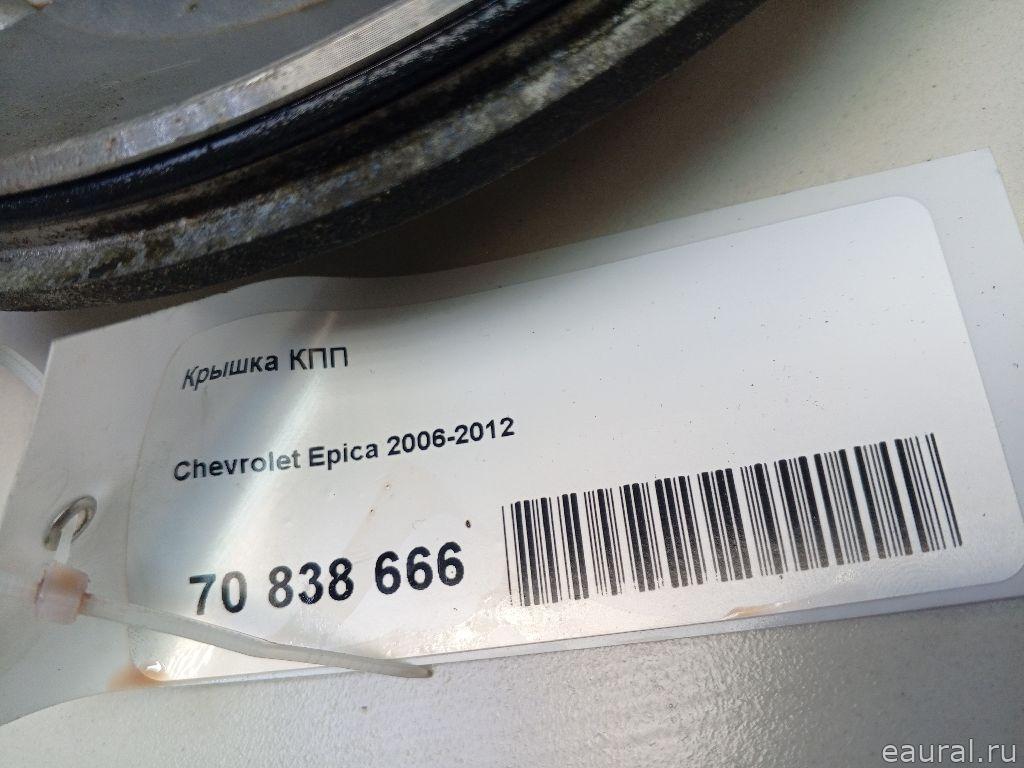 Крышка КПП
Chevrolet Epica 2006-2012
70 838 666
eaural.ru